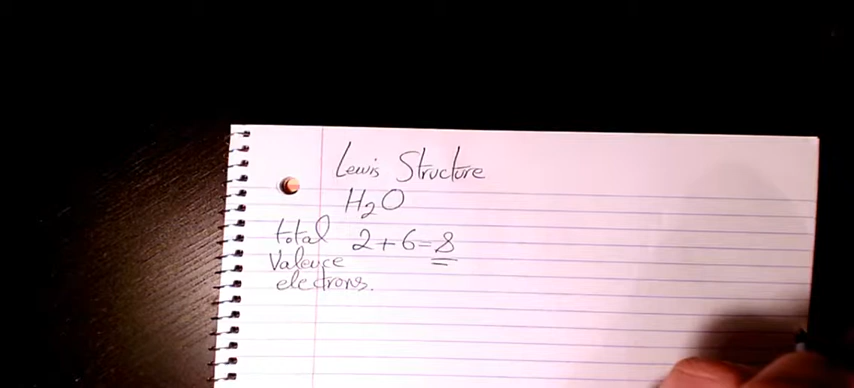 Lewis Structure
H₂O
total 2+6=8
Valence
electrons.